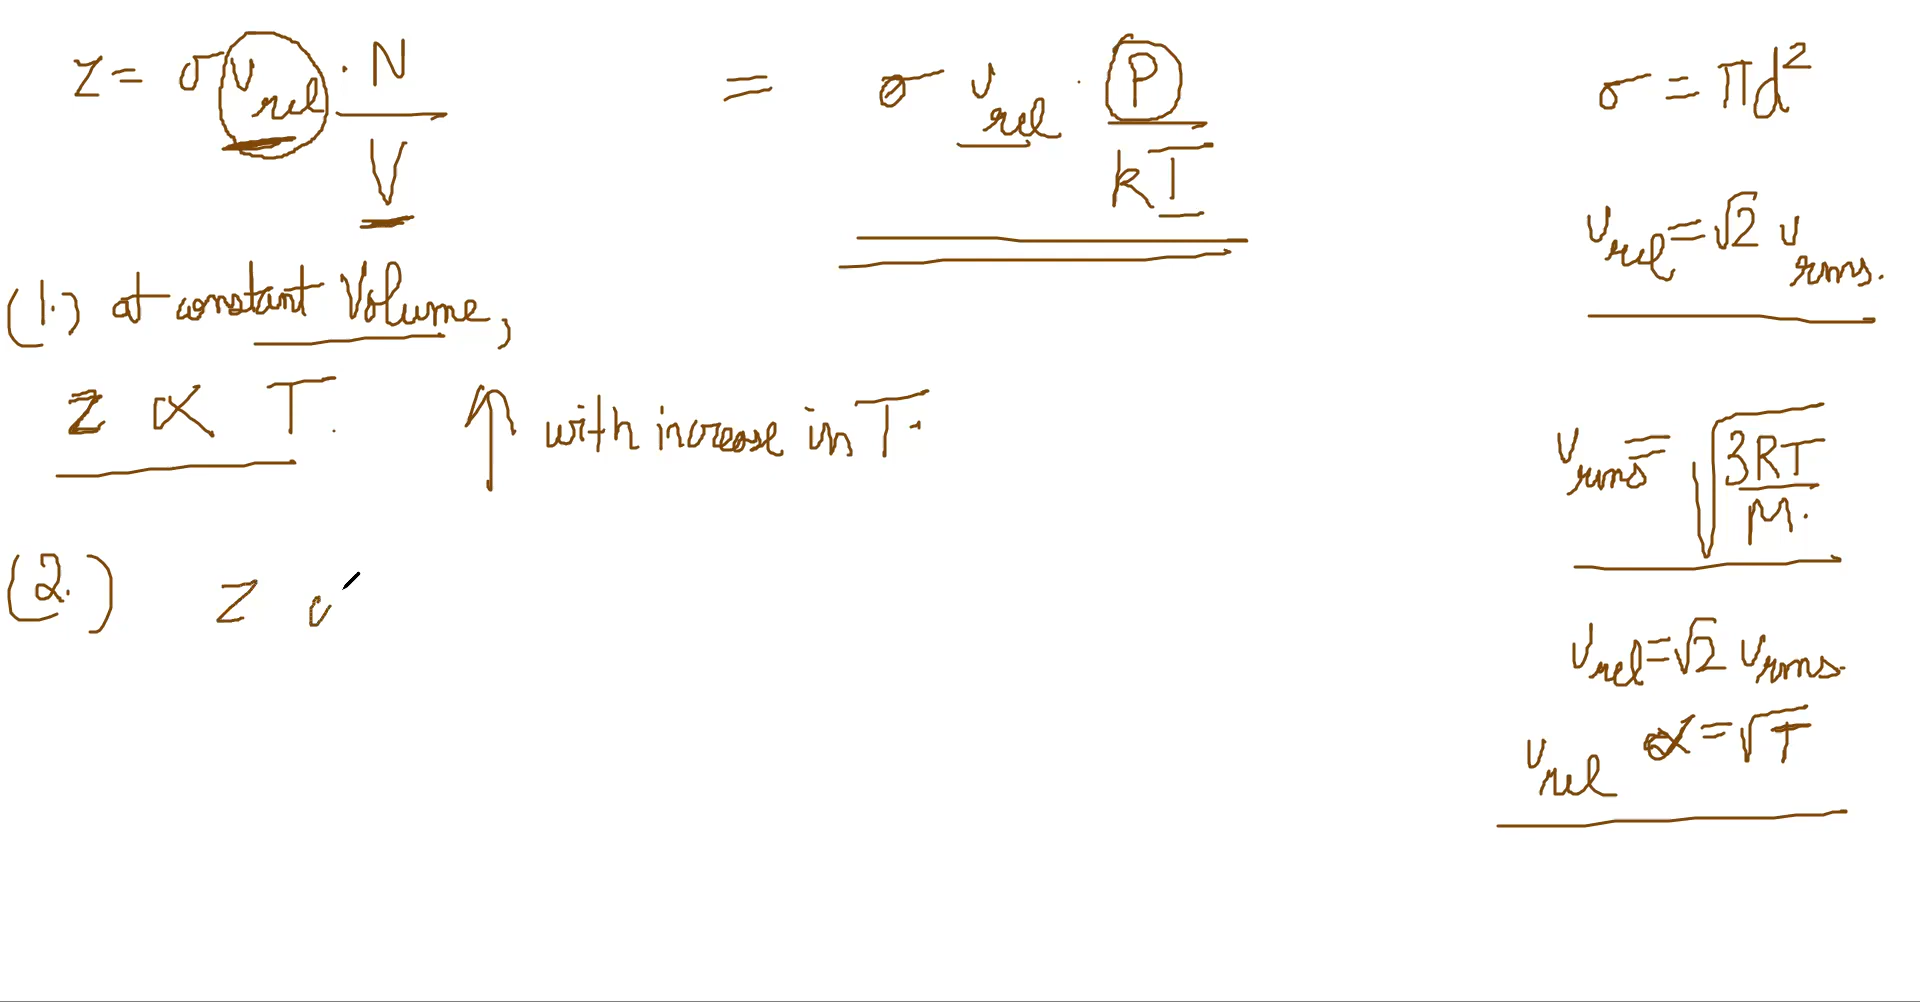 z = σ v_rel · N/V = σ v_rel · P/kT
(1.) at constant Volume,
z ∝ T. ↑ with increase in T.
(2.) z
σ = πd²
v_rel = √2 v_rms.
v_rms = √(3RT/M.)
v_rel = √2 v_rms.
v_rel ∝ = √T